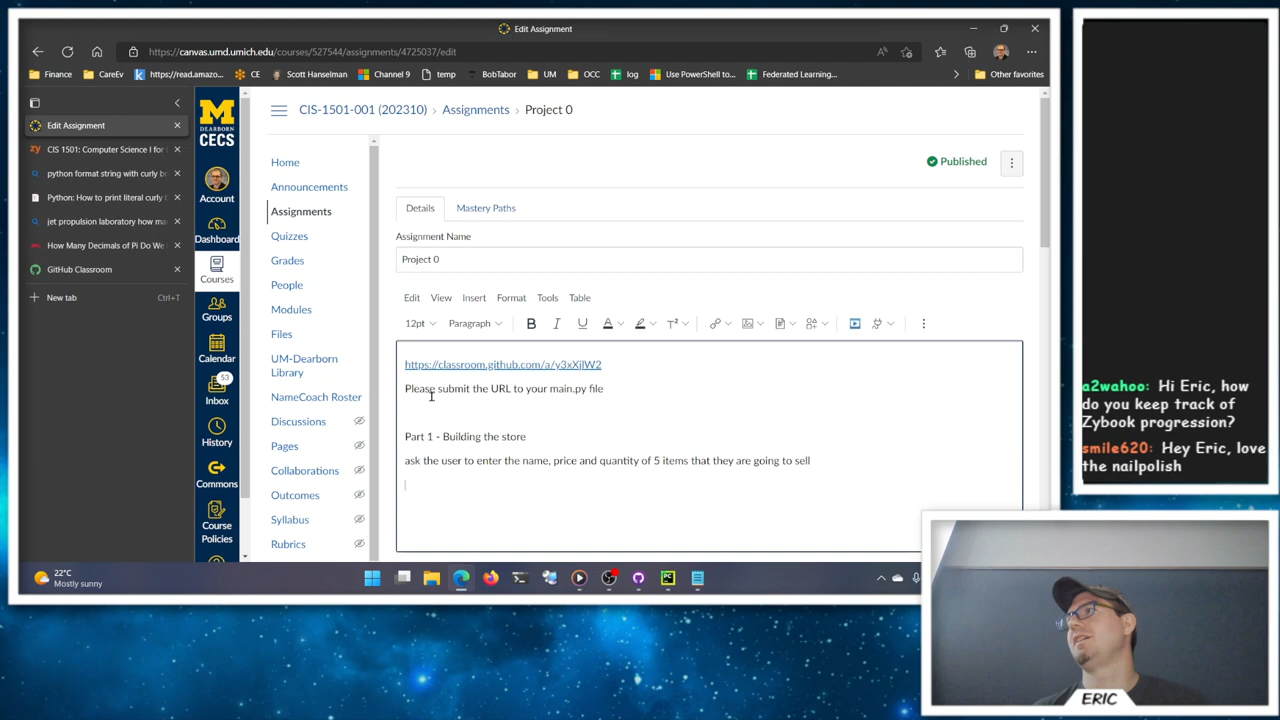 Edit Assignment
https://canvas.umd.umich.edu/courses/527544/assignments/4725037/edit
Finance
CareEv
https://read.amazo...
CE
Scott Hanselman
Channel 9
temp
BobTabor
UM
OCC
log
Use PowerShell to...
Federated Learning...
Other favorites
Edit Assignment
CIS 1501: Computer Science I for
python format string with curly b
Python: How to print literal curly
jet propulsion laboratory how ma
How Many Decimals of Pi Do We
GitHub Classroom
New tab
Ctrl+T
M
DEARBORN
CECS
Account
Dashboard
Courses
Groups
Calendar
53
Inbox
History
Commons
Course
Policies
CIS-1501-001 (202310) > Assignments > Project 0
Home
Announcements
Assignments
Quizzes
Grades
People
Modules
Files
UM-Dearborn
Library
NameCoach Roster
Discussions
Pages
Collaborations
Outcomes
Syllabus
Rubrics
Published
Details
Mastery Paths
Assignment Name
Project 0
Edit View Insert Format Tools Table
12pt Paragraph B I U A T²
https://classroom.github.com/a/y3xXjlW2
Please submit the URL to your main.py file
Part 1 - Building the store
ask the user to enter the name, price and quantity of 5 items that they are going to sell
22°C
Mostly sunny
a2wahoo: Hi Eric, how
do you keep track of
Zybook progression?
smile620: Hey Eric, love
the nailpolish
ERIC